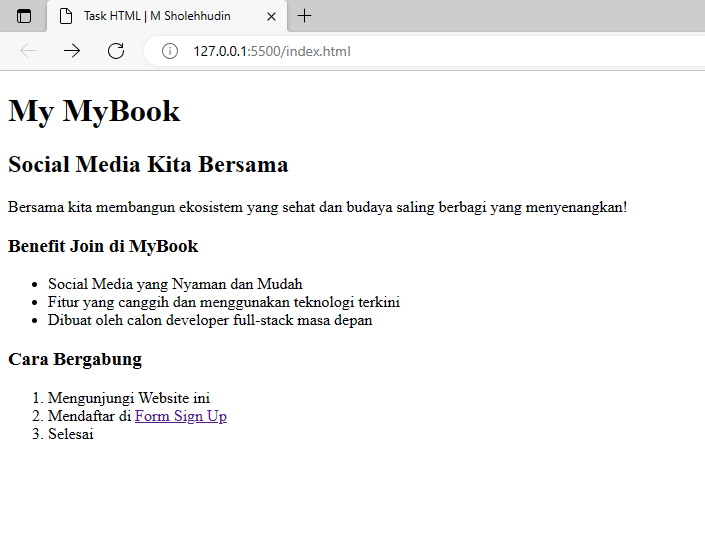 Task HTML | M Sholehhudin
127.0.0.1:5500/index.html
My MyBook
Social Media Kita Bersama
Bersama kita membangun ekosistem yang sehat dan budaya saling berbagi yang menyenangkan!
Benefit Join di MyBook
• Social Media yang Nyaman dan Mudah
• Fitur yang canggih dan menggunakan teknologi terkini
• Dibuat oleh calon developer full-stack masa depan
Cara Bergabung
1. Mengunjungi Website ini
2. Mendaftar di Form Sign Up
3. Selesai